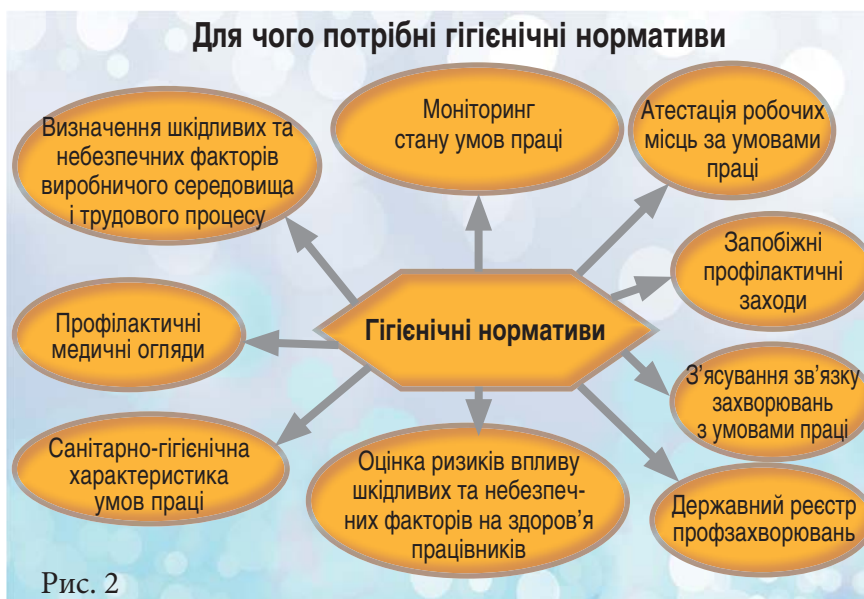 Для чого потрібні гігієнічні нормативи
Визначення шкідливих та
небезпечних факторів
виробничого середовища
і трудового процесу
Моніторинг
стану умов праці
Атестація робочих
місць за умовами
праці
Запобіжні
профілактичні
заходи
Профілактичні
медичні огляди
Гігієнічні нормативи
З’ясування зв’язку
захворювань
з умовами праці
Санітарно-гігієнічна
характеристика
умов праці
Оцінка ризиків впливу
шкідливих та небезпеч-
них факторів на здоров’я
працівників
Державний реєстр
профзахворювань
Рис. 2